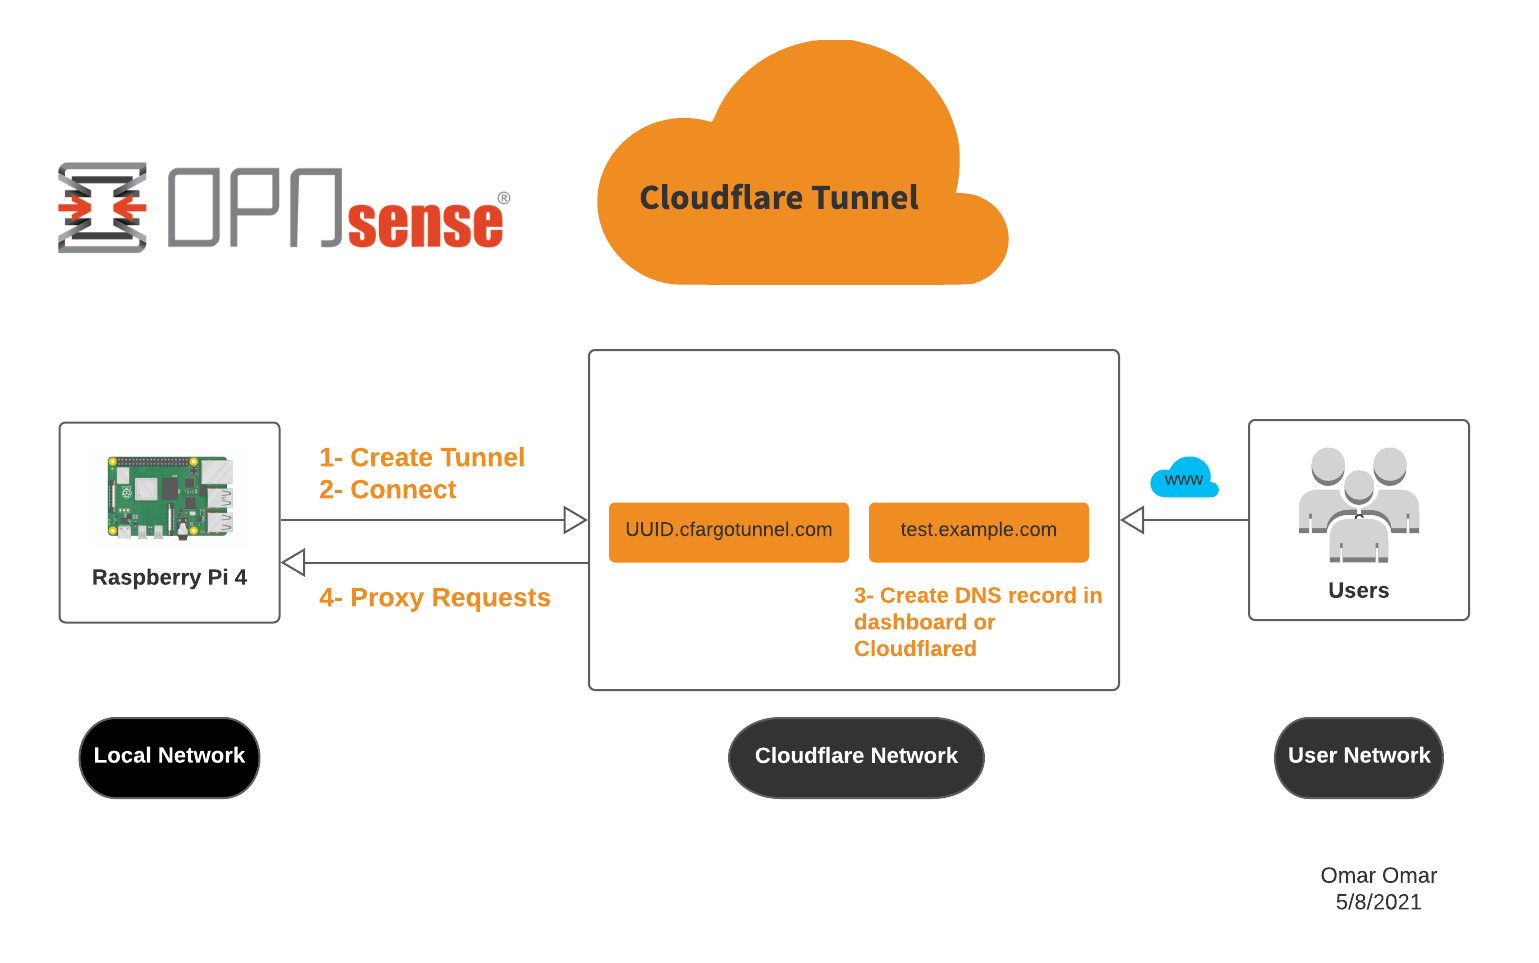 OPNsense®
Cloudflare Tunnel
1- Create Tunnel
2- Connect
www
UUID.cfargotunnel.com
test.example.com
Raspberry Pi 4
4- Proxy Requests
3- Create DNS record in
dashboard or
Cloudflared
Users
Local Network
Cloudflare Network
User Network
Omar Omar
5/8/2021